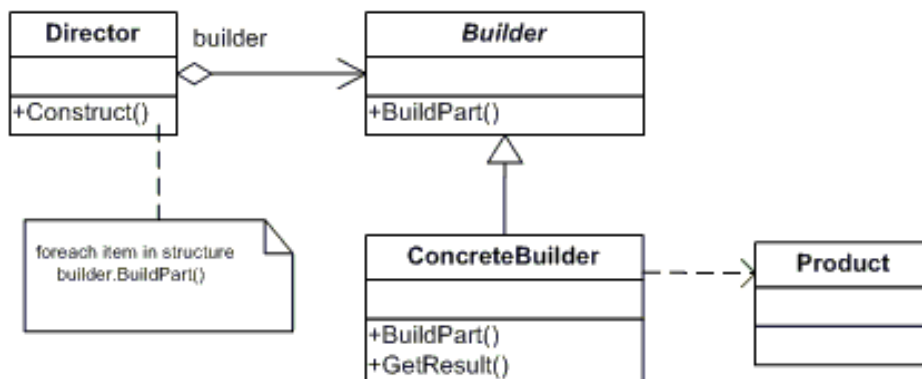 Director
builder
Builder
+Construct()
+BuildPart()
foreach item in structure
builder.BuildPart()
ConcreteBuilder
Product
+BuildPart()
+GetResult()